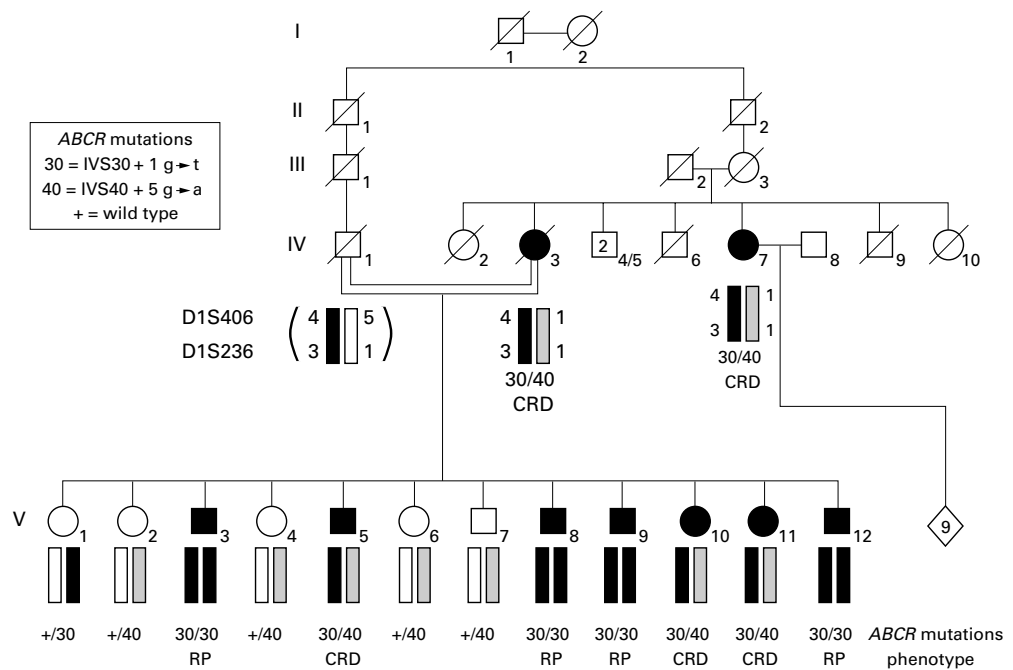 I
1 2
II
1 2
ABCR mutations
30 = IVS30 + 1 g→t
40 = IVS40 + 5 g→a
+ = wild type
III
1 2 3
IV
1 2 3 2 4/5 6 7 8 9 10
D1S406 ( 4 5 ) 4 1 4 1
D1S236 3 1 3 1 3 1
30/40 30/40
CRD CRD
V
1 2 3 4 5 6 7 8 9 10 11 12 9
+/30 +/40 30/30 +/40 30/40 +/40 +/40 30/30 30/30 30/40 30/40 30/30 ABCR mutations
RP CRD RP RP CRD CRD RP phenotype